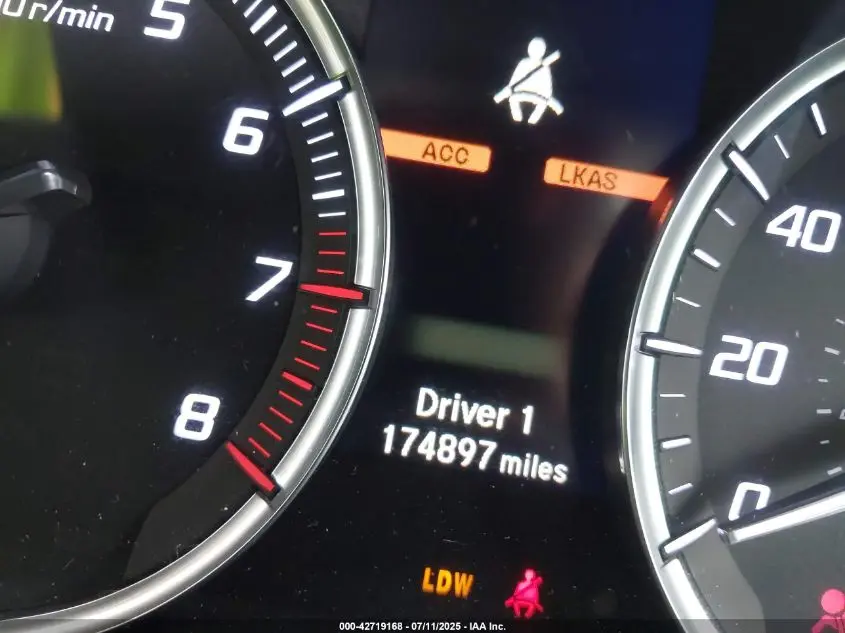 r/min
5
6
7
8
ACC
LKAS
40
20
0
Driver 1
174897 miles
LDW
000-42719168 - 07/11/2025 - IAA Inc.